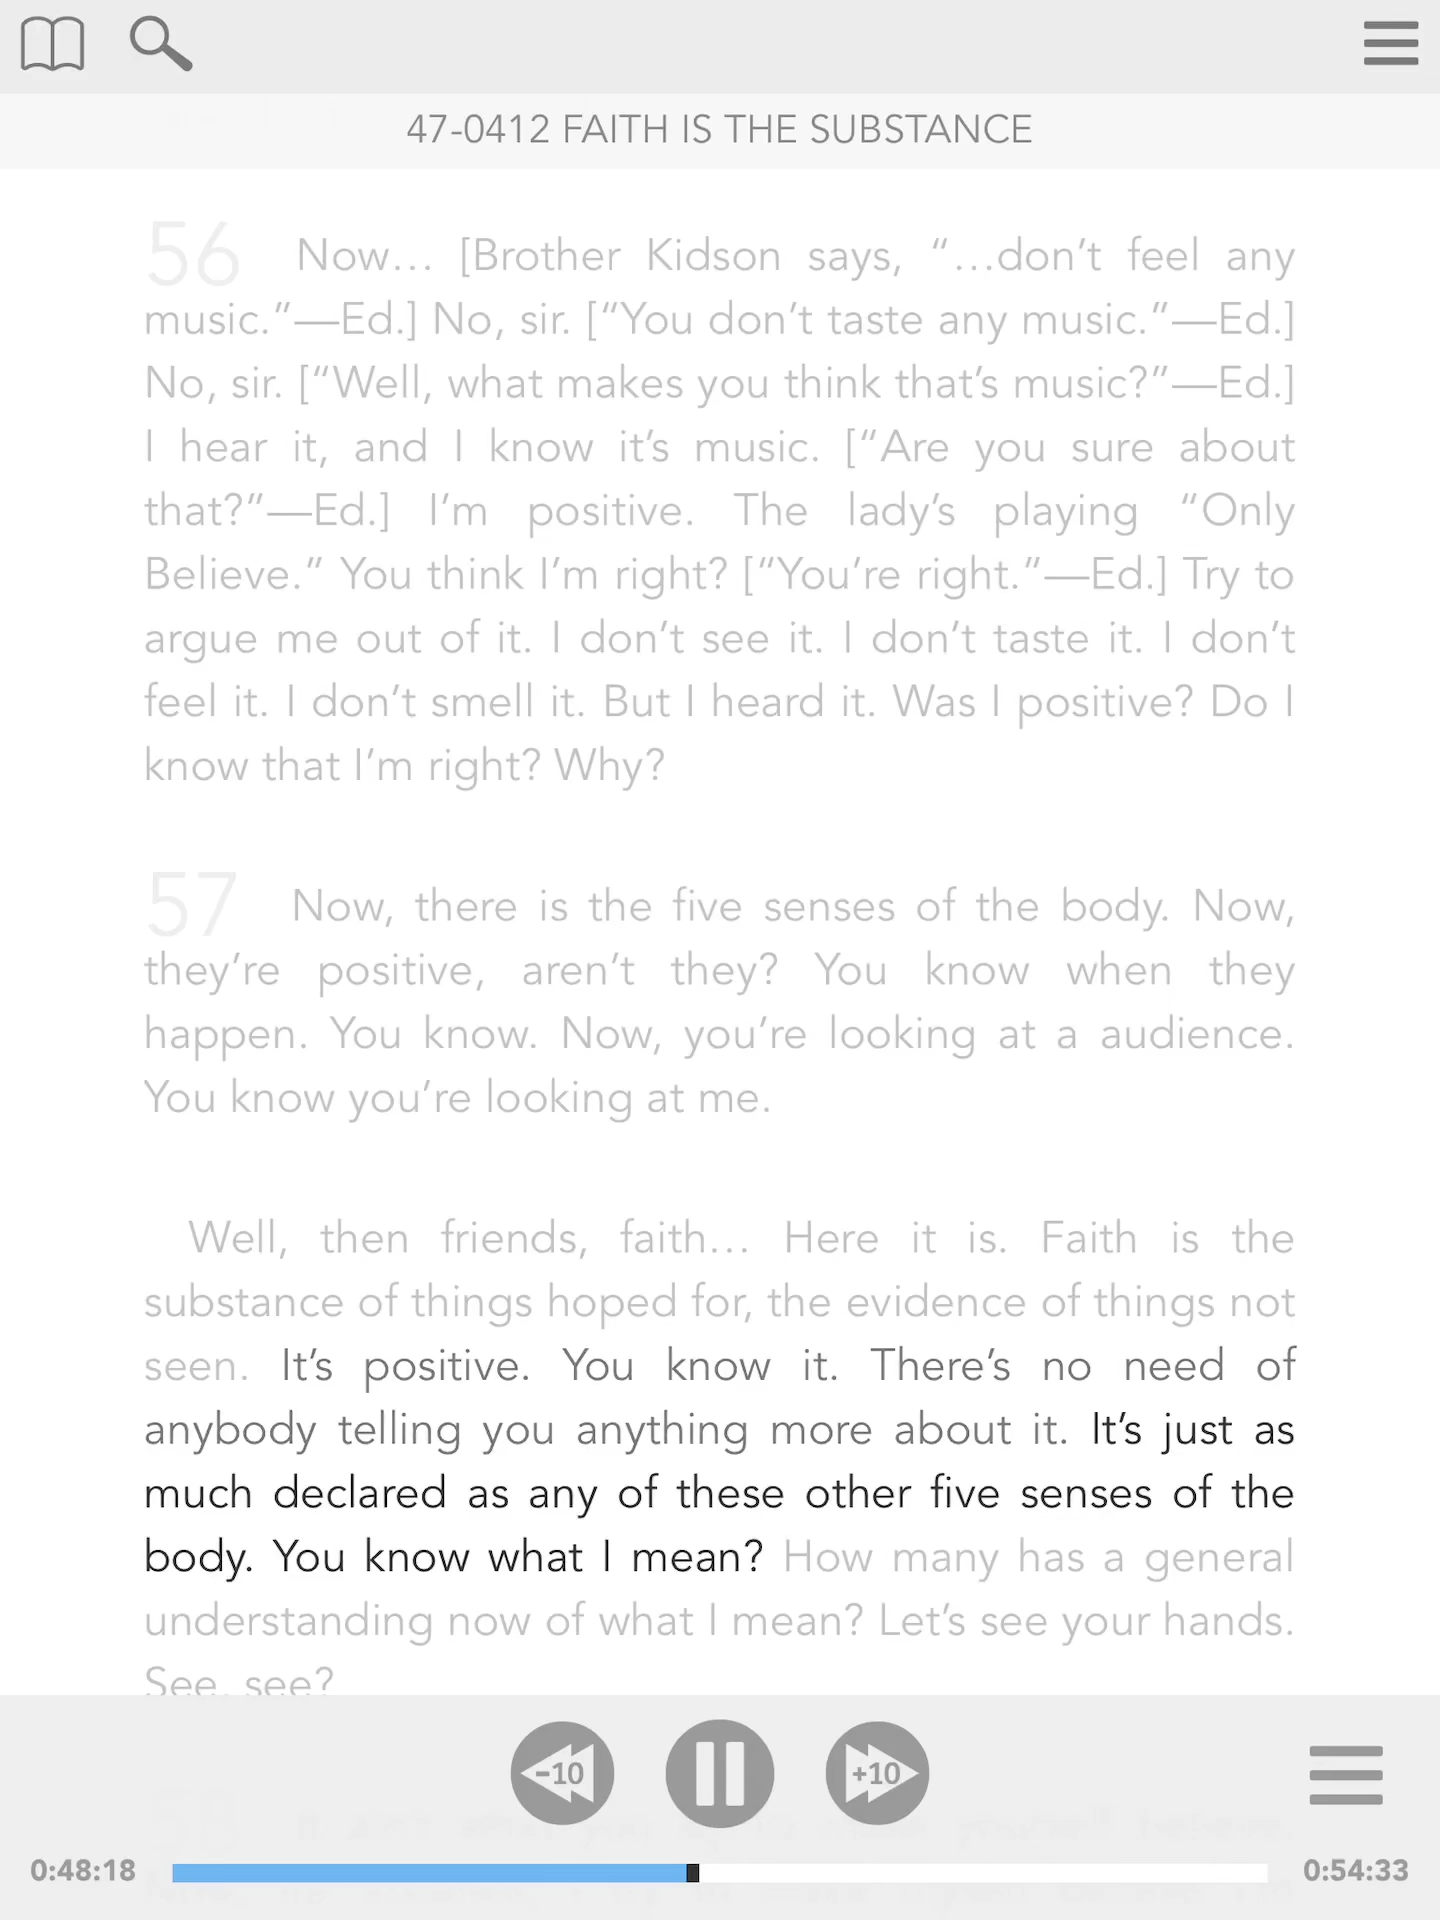 47-0412 FAITH IS THE SUBSTANCE
56 Now… [Brother Kidson says, “…don’t feel any
music.”—Ed.] No, sir. [“You don’t taste any music.”—Ed.]
No, sir. [“Well, what makes you think that’s music?”—Ed.]
I hear it, and I know it’s music. [“Are you sure about
that?”—Ed.] I’m positive. The lady’s playing “Only
Believe.” You think I’m right? [“You’re right.”—Ed.] Try to
argue me out of it. I don’t see it. I don’t taste it. I don’t
feel it. I don’t smell it. But I heard it. Was I positive? Do I
know that I’m right? Why?
57 Now, there is the five senses of the body. Now,
they’re positive, aren’t they? You know when they
happen. You know. Now, you’re looking at a audience.
You know you’re looking at me.
Well, then friends, faith… Here it is. Faith is the
substance of things hoped for, the evidence of things not
seen. It’s positive. You know it. There’s no need of
anybody telling you anything more about it. It’s just as
much declared as any of these other five senses of the
body. You know what I mean? How many has a general
understanding now of what I mean? Let’s see your hands.
See, see?
-10 +10
0:48:18 0:54:33